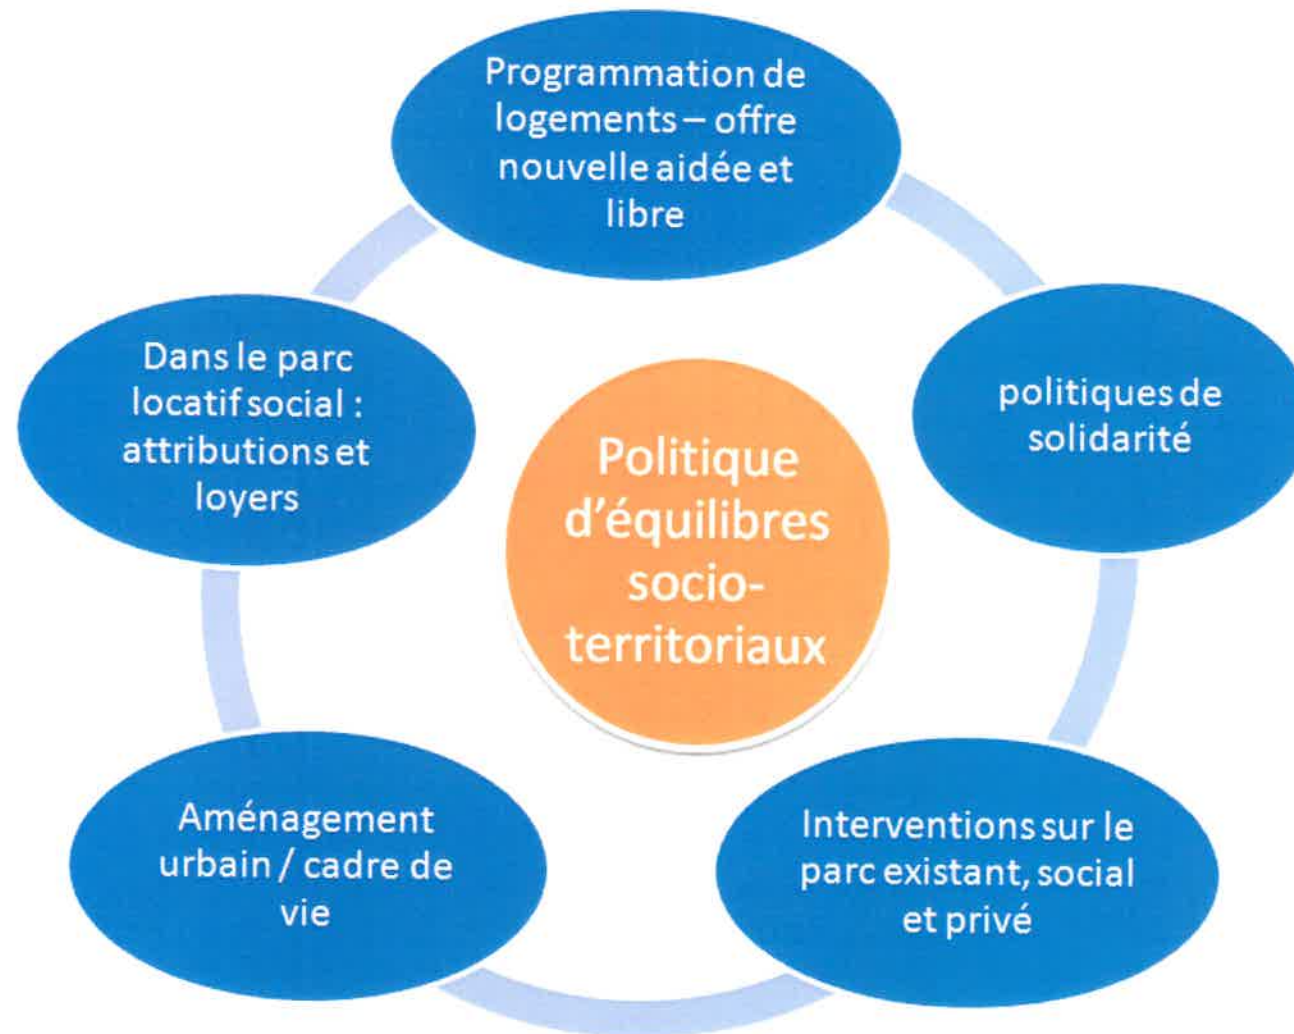 Programmation de
logements – offre
nouvelle aidée et
libre
politiques de
solidarité
Interventions sur le
parc existant, social
et privé
Aménagement
urbain / cadre de
vie
Dans le parc
locatif social :
attributions et
loyers
Politique
d'équilibres
socio-
territoriaux